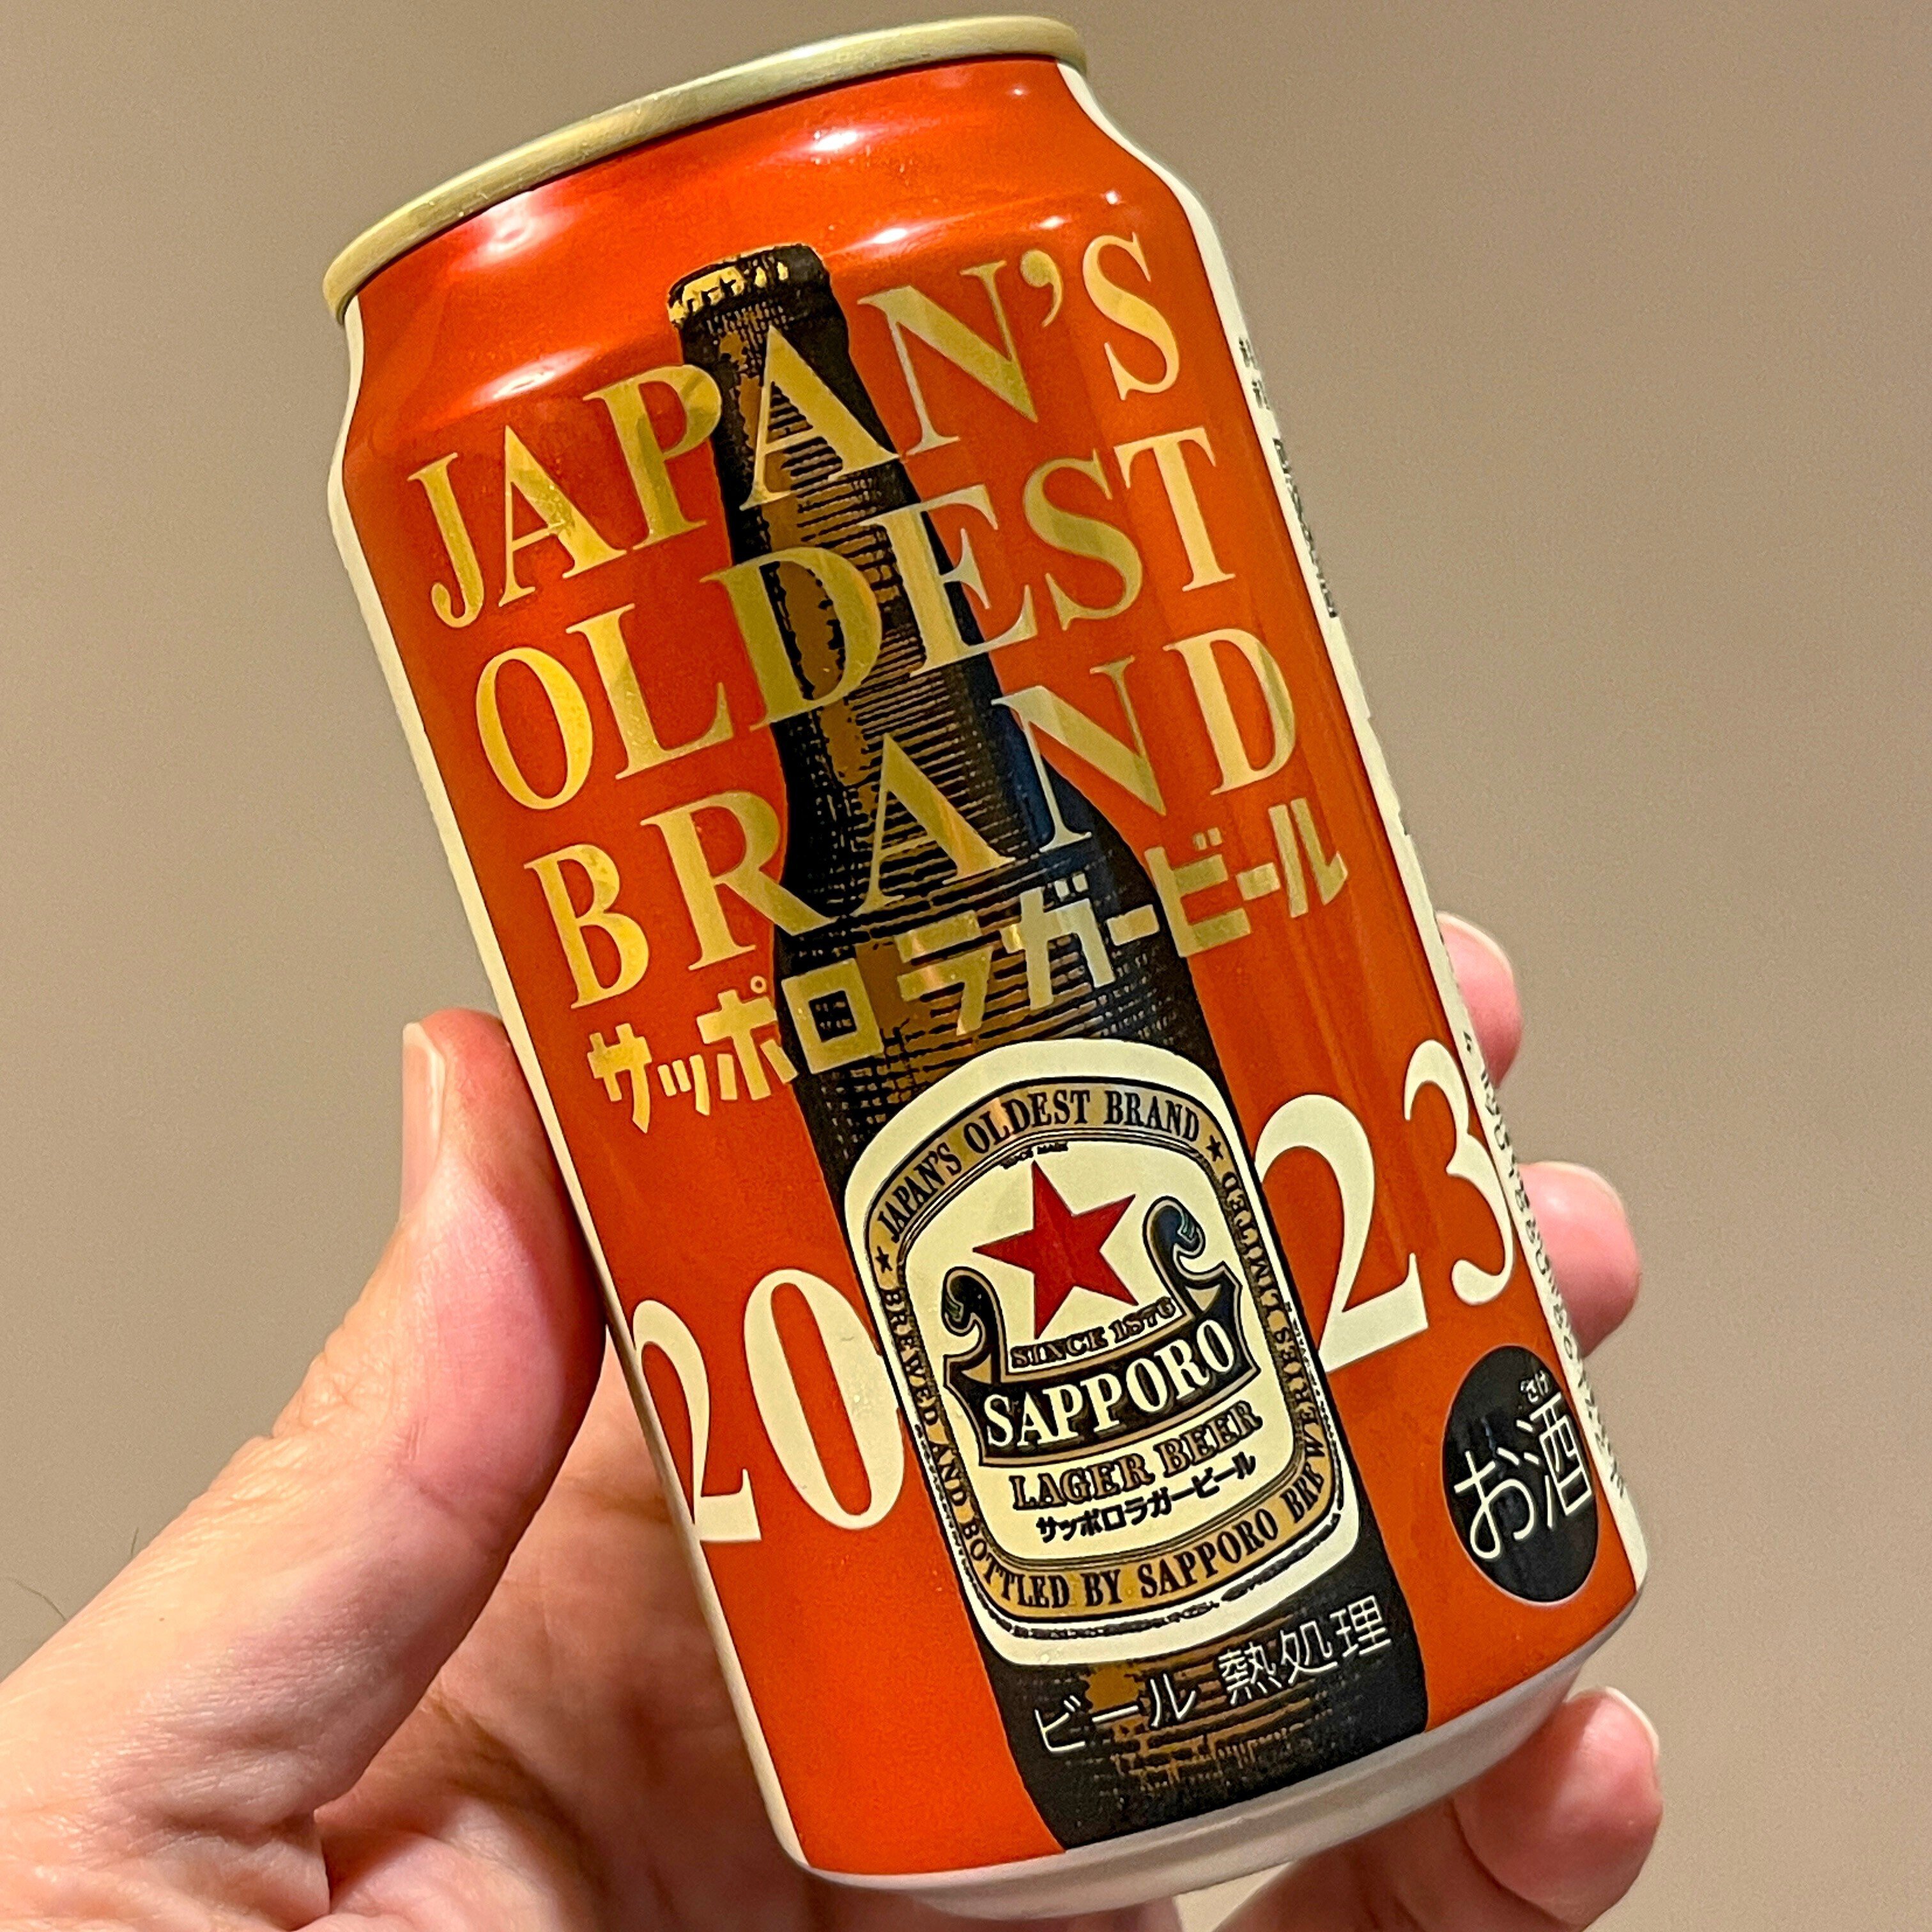 JAPAN'S
OLDEST
BRAND
サッポロラガービール
2023
★ JAPAN'S OLDEST BRAND ★
SINCE 1876
SAPPORO
LAGER BEER
サッポロラガービール
BREWED AND BOTTLED BY SAPPORO BREWERIES LIMITED
ビール 熱処理
さけ
お酒